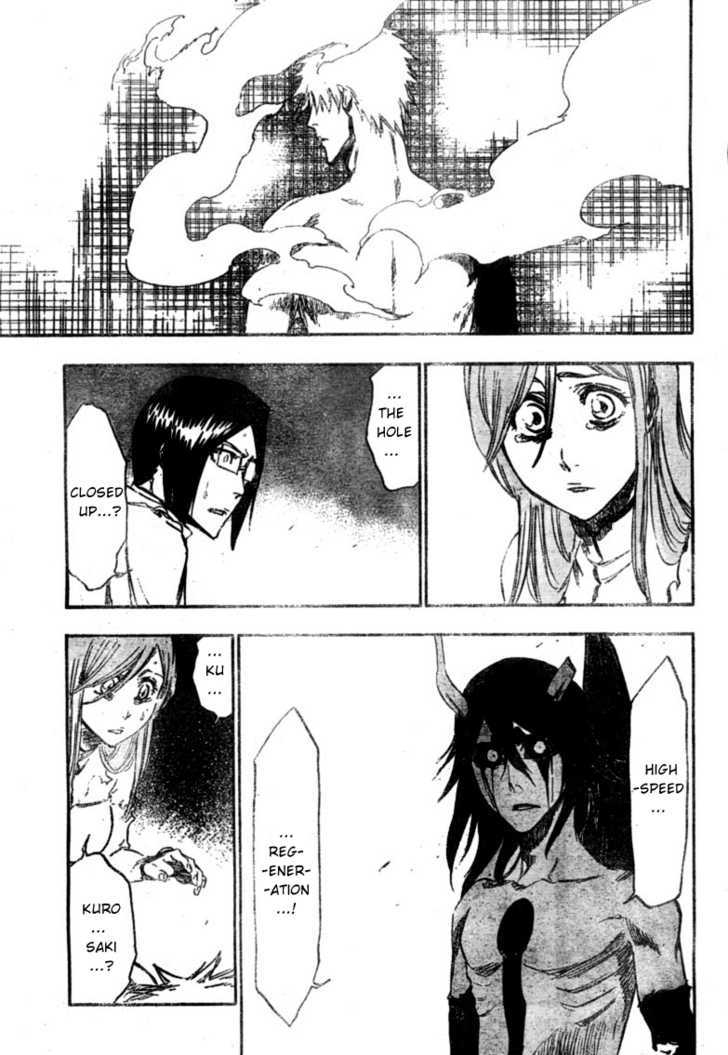 ...
THE
HOLE
...
CLOSED
UP...?
HIGH
-SPEED
...
...
REG-
-ENER-
-ATION
...!
...
KU
...
KURO
...
SAKI
...?